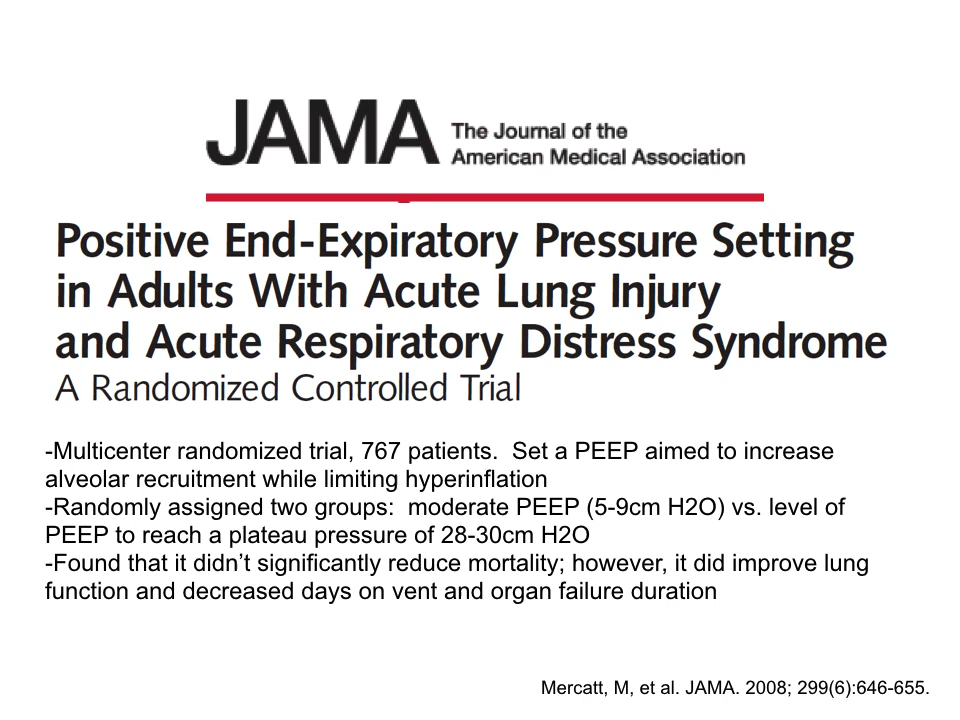 JAMA The Journal of the
American Medical Association
Positive End-Expiratory Pressure Setting
in Adults With Acute Lung Injury
and Acute Respiratory Distress Syndrome
A Randomized Controlled Trial
-Multicenter randomized trial, 767 patients.  Set a PEEP aimed to increase
alveolar recruitment while limiting hyperinflation
-Randomly assigned two groups:  moderate PEEP (5-9cm H2O) vs. level of
PEEP to reach a plateau pressure of 28-30cm H2O
-Found that it didn’t significantly reduce mortality; however, it did improve lung
function and decreased days on vent and organ failure duration
Mercatt, M, et al. JAMA. 2008; 299(6):646-655.